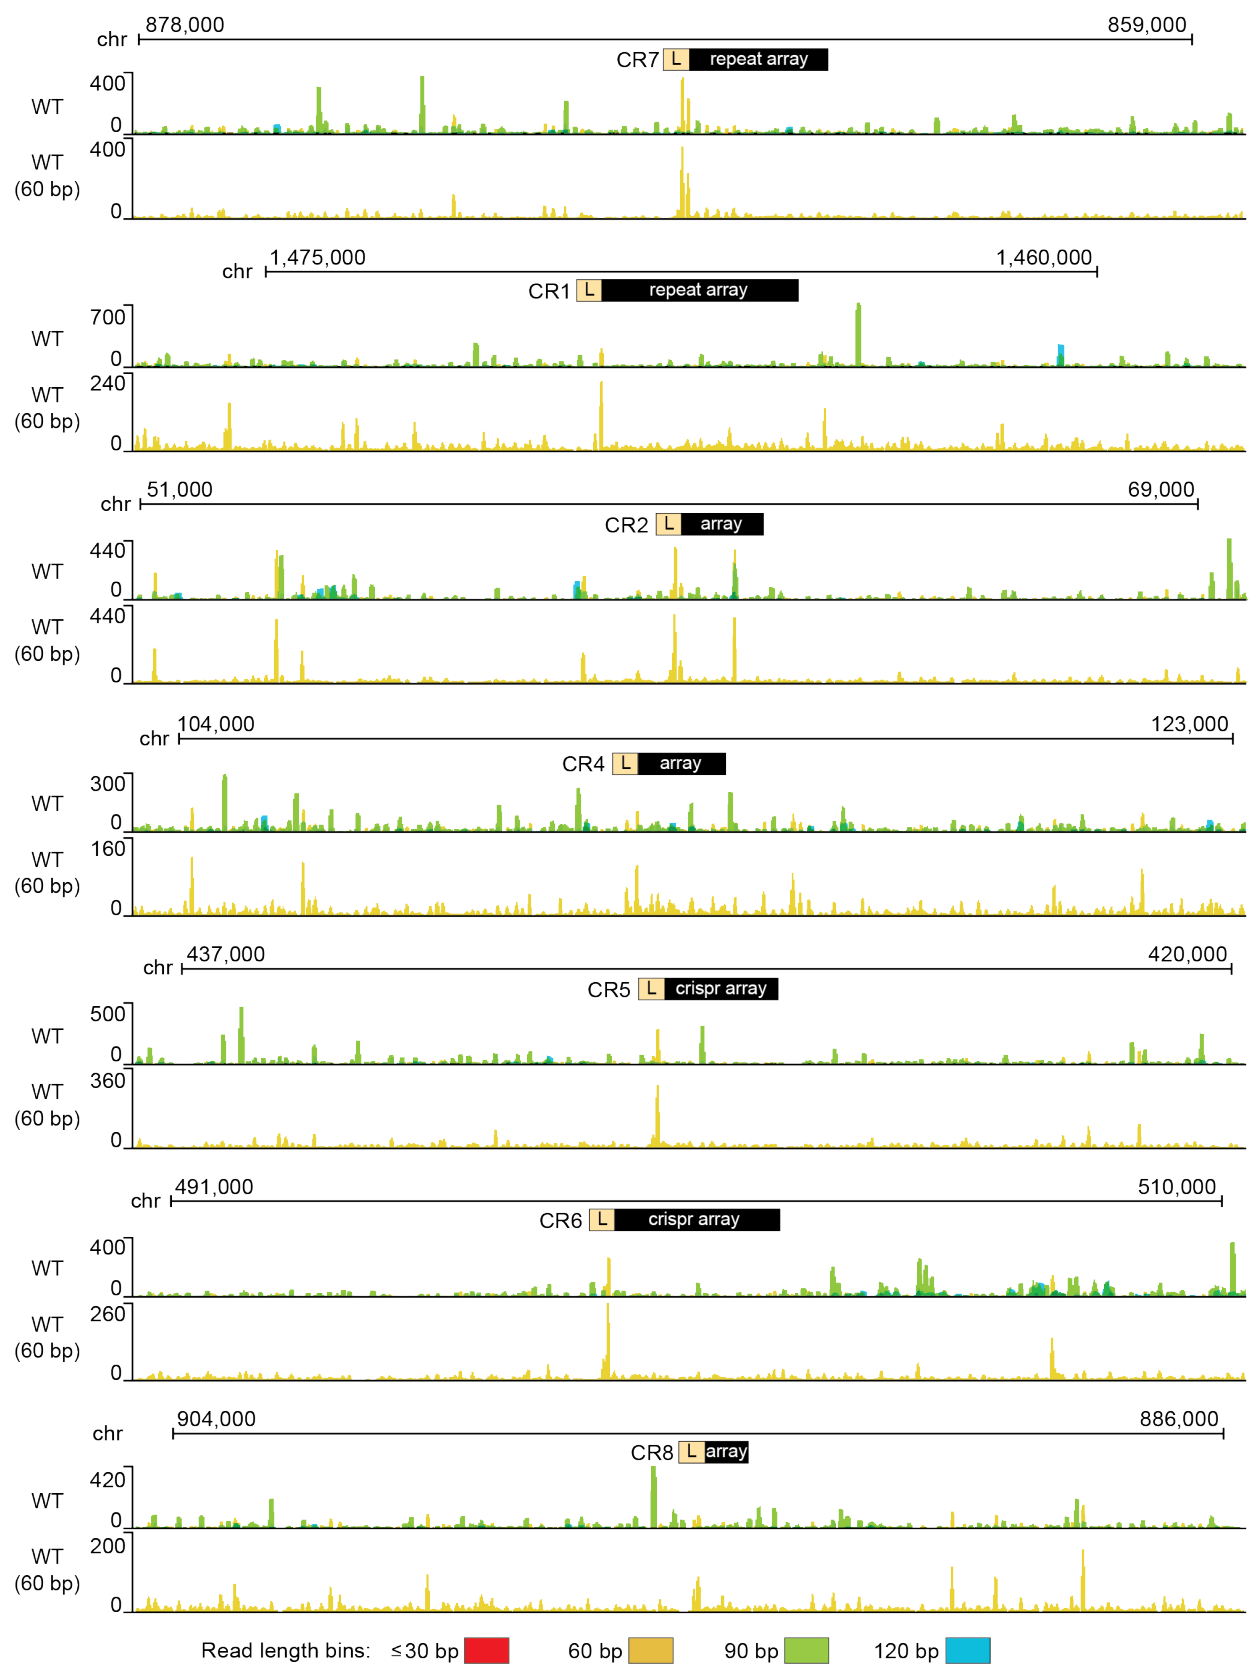 chr 878,000 859,000
CR7 L repeat array
WT 400 0
WT (60 bp) 400 0
chr 1,475,000 1,460,000
CR1 L repeat array
WT 700 0
WT (60 bp) 240 0
chr 51,000 69,000
CR2 L array
WT 440 0
WT (60 bp) 440 0
chr 104,000 123,000
CR4 L array
WT 300 0
WT (60 bp) 160 0
chr 437,000 420,000
CR5 L crispr array
WT 500 0
WT (60 bp) 360 0
chr 491,000 510,000
CR6 L crispr array
WT 400 0
WT (60 bp) 260 0
chr 904,000 886,000
CR8 L array
WT 420 0
WT (60 bp) 200 0
Read length bins: ≤30 bp 60 bp 90 bp 120 bp